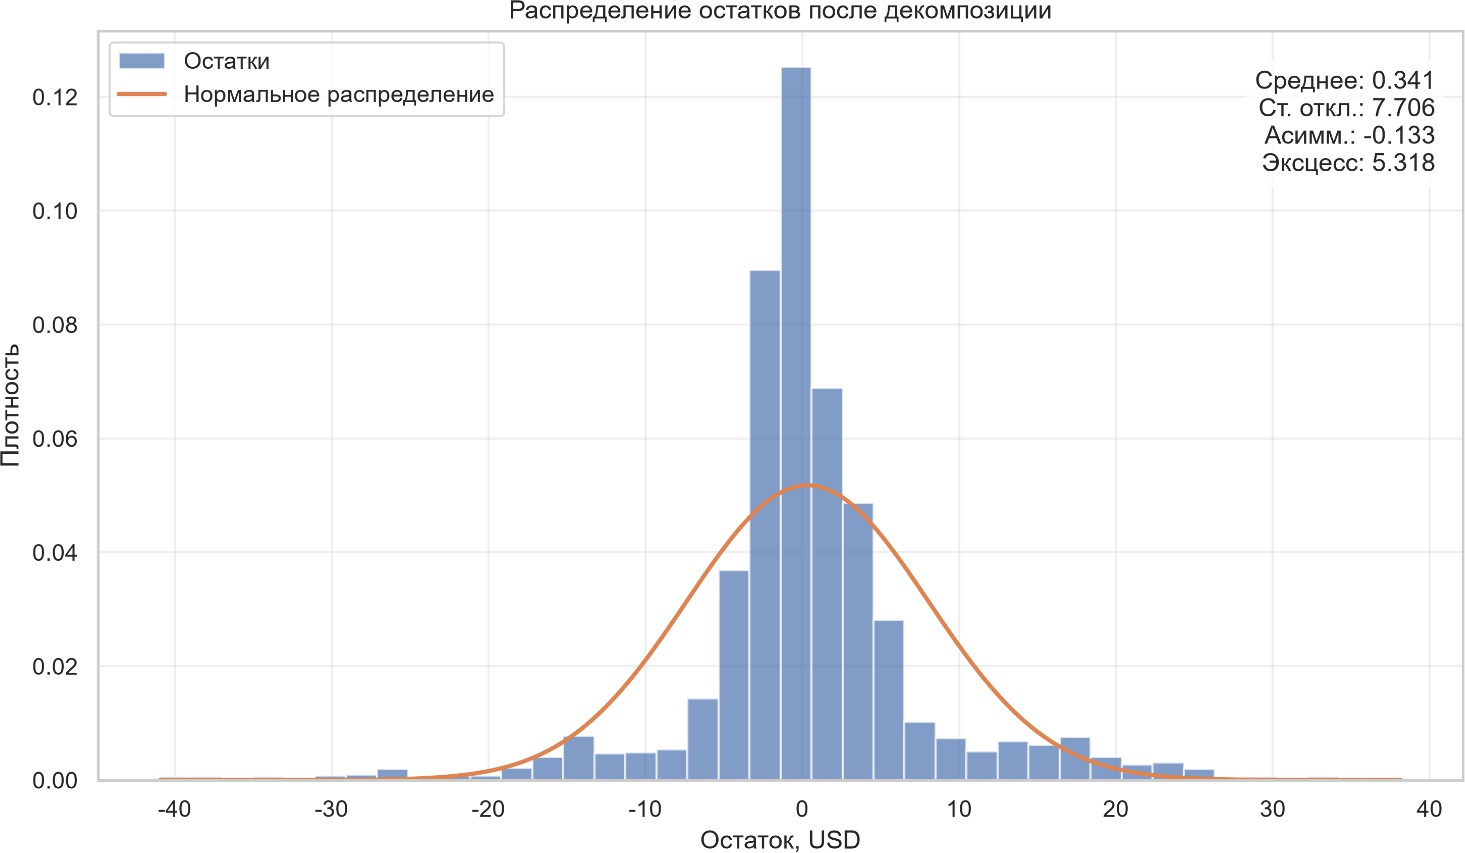 Распределение остатков после декомпозиции
Остатки
Нормальное распределение
Среднее: 0.341
Ст. откл.: 7.706
Асимм.: -0.133
Эксцесс: 5.318
Плотность
0.12
0.10
0.08
0.06
0.04
0.02
0.00
-40
-30
-20
-10
0
10
20
30
40
Остаток, USD